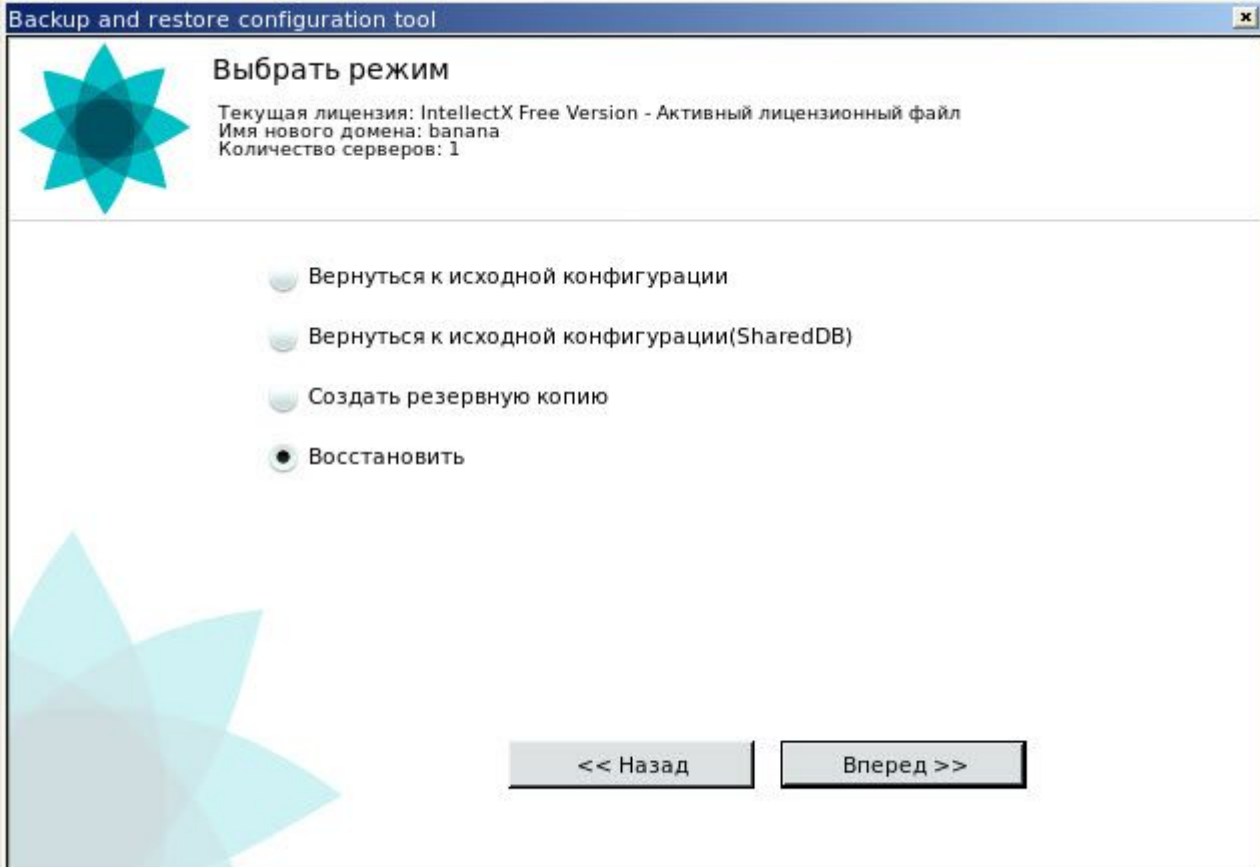 Backup and restore configuration tool
Выбрать режим
Текущая лицензия: IntellectX Free Version - Активный лицензионный файл
Имя нового домена: banana
Количество серверов: 1
Вернуться к исходной конфигурации
Вернуться к исходной конфигурации(SharedDB)
Создать резервную копию
Восстановить
<< Назад
Вперед >>